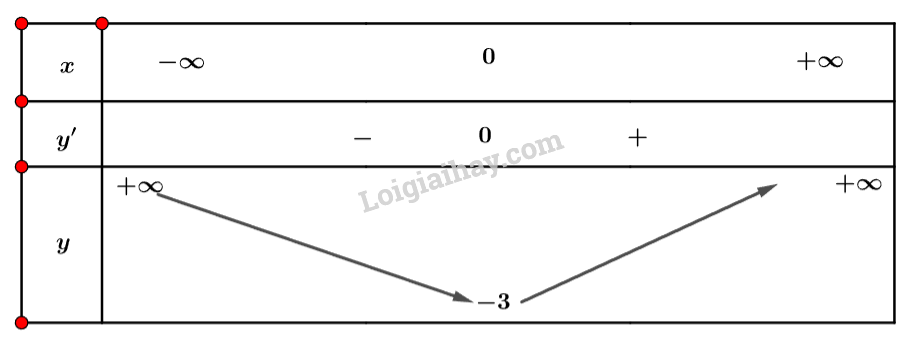 x −∞ 0 +∞
y′ − 0 +
Loigiaihay.com
+∞ +∞
y
−3